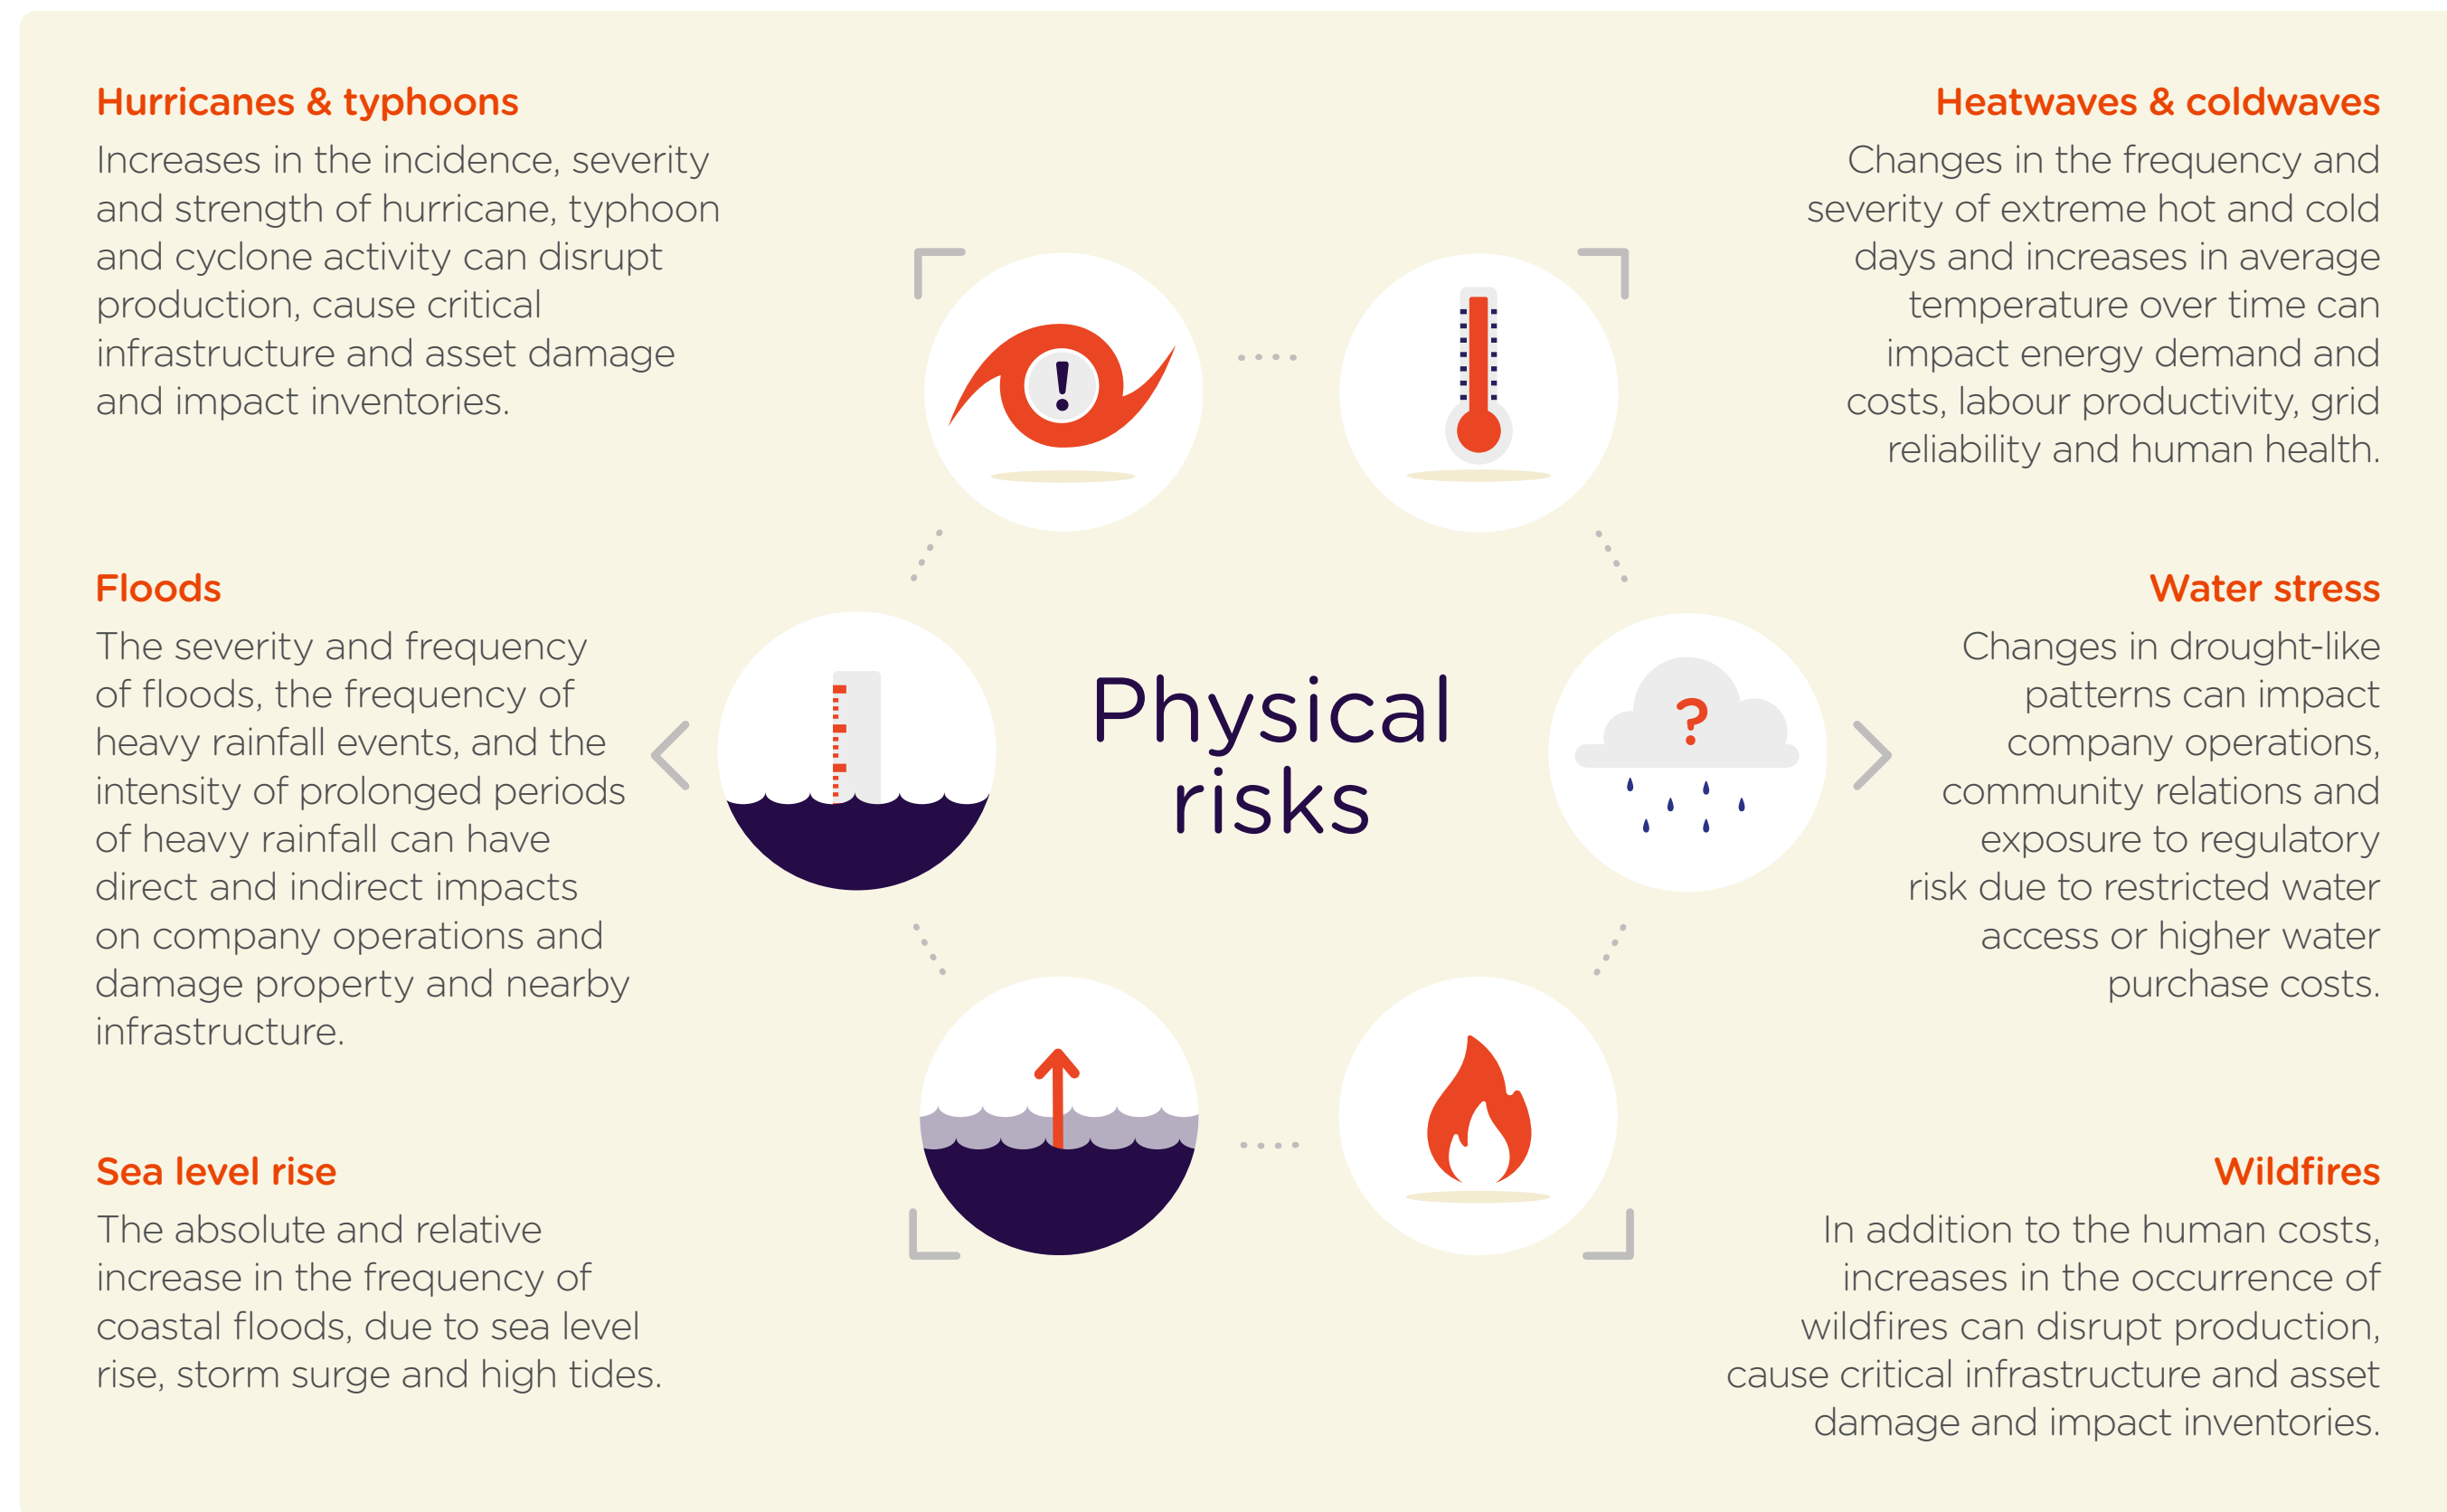 Hurricanes & typhoons
Increases in the incidence, severity
and strength of hurricane, typhoon
and cyclone activity can disrupt
production, cause critical
infrastructure and asset damage
and impact inventories.
Floods
The severity and frequency
of floods, the frequency of
heavy rainfall events, and the
intensity of prolonged periods
of heavy rainfall can have
direct and indirect impacts
on company operations and
damage property and nearby
infrastructure.
Sea level rise
The absolute and relative
increase in the frequency of
coastal floods, due to sea level
rise, storm surge and high tides.
!
?
Physical
risks
Heatwaves & coldwaves
Changes in the frequency and
severity of extreme hot and cold
days and increases in average
temperature over time can
impact energy demand and
costs, labour productivity, grid
reliability and human health.
Water stress
Changes in drought-like
patterns can impact
company operations,
community relations and
exposure to regulatory
risk due to restricted water
access or higher water
purchase costs.
Wildfires
In addition to the human costs,
increases in the occurrence of
wildfires can disrupt production,
cause critical infrastructure and asset
damage and impact inventories.